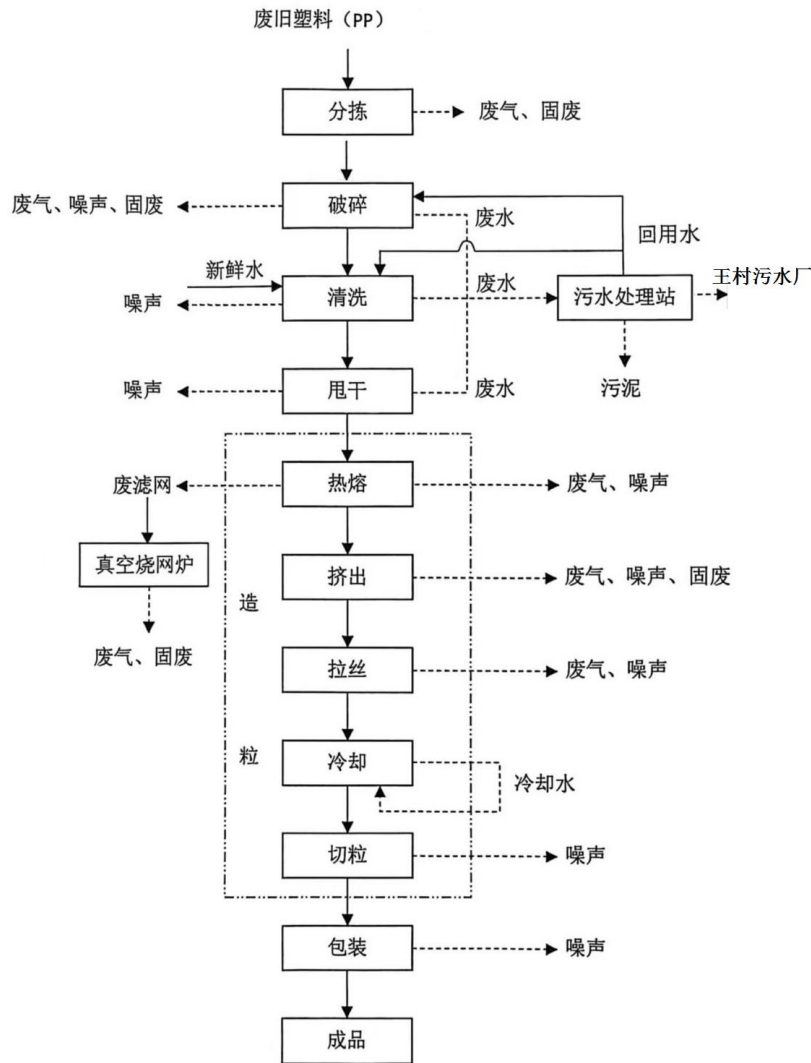 废旧塑料（PP）
分拣
废气、固废
破碎
废气、噪声、固废
废水
回用水
新鲜水
清洗
噪声
废水
污水处理站
王村污水厂
甩干
噪声
废水
污泥
热熔
废滤网
废气、噪声
真空烧网炉
挤出
废气、噪声、固废
造
废气、固废
拉丝
废气、噪声
粒
冷却
冷却水
切粒
噪声
包装
噪声
成品